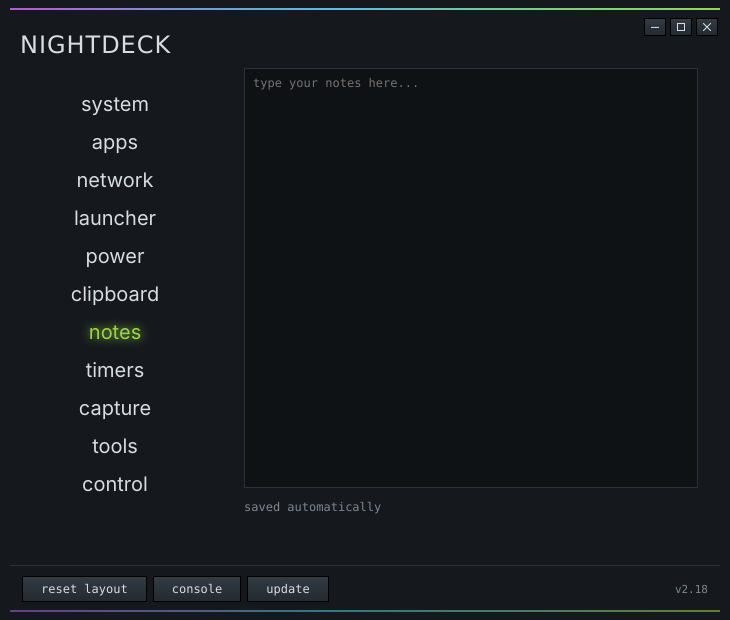 NIGHTDECK
system
apps
network
launcher
power
clipboard
notes
timers
capture
tools
control
type your notes here...
saved automatically
reset layout
console
update
v2.18